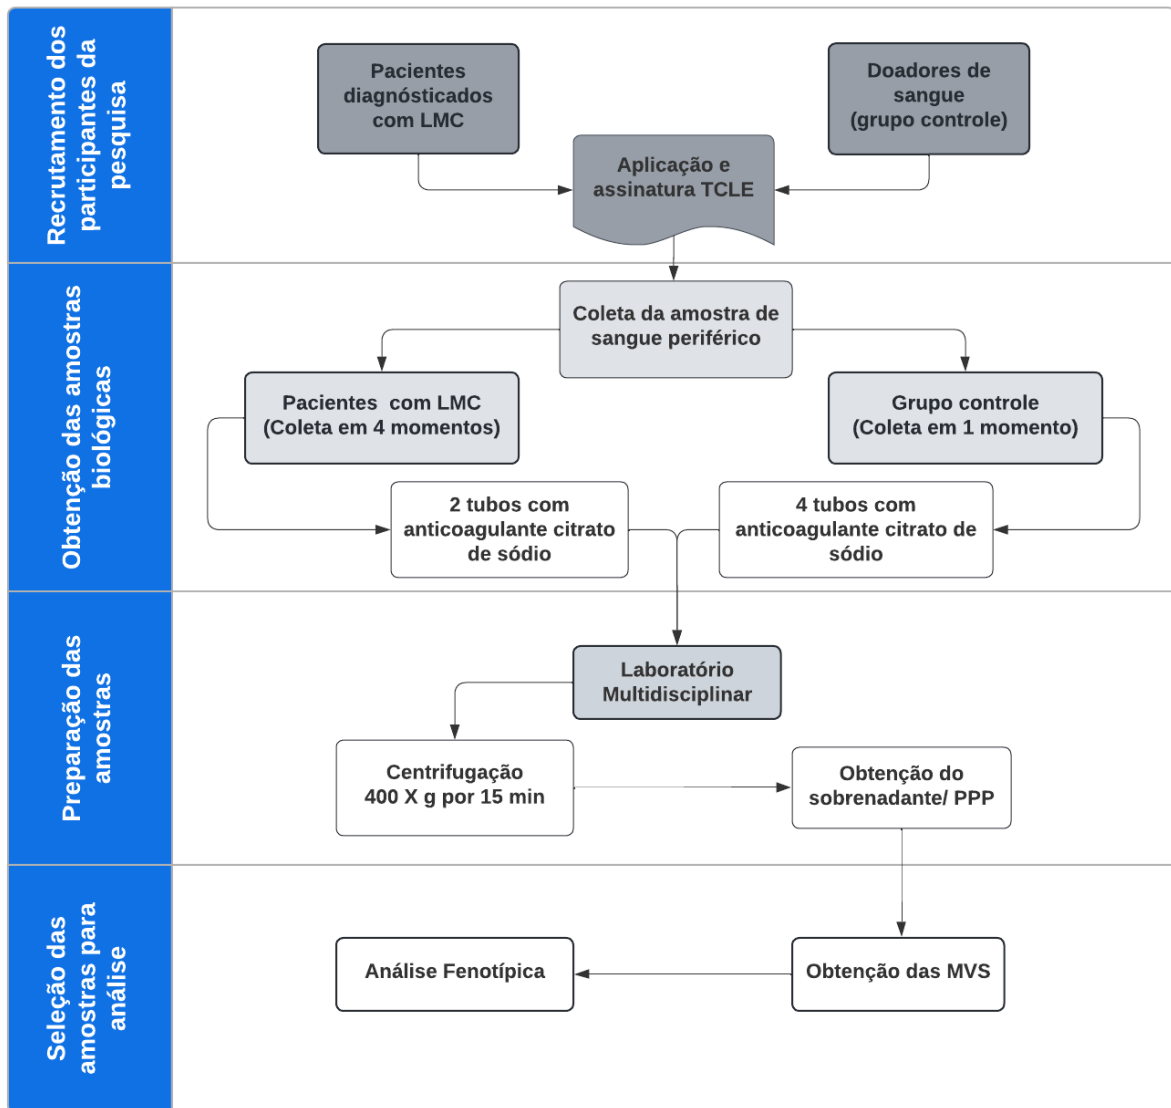 Recrutamento dos
participantes da
pesquisa
Pacientes
diagnósticados
com LMC
Doadores de
sangue
(grupo controle)
Aplicação e
assinatura TCLE
Obtenção das amostras
biológicas
Coleta da amostra de
sangue periférico
Pacientes com LMC
(Coleta em 4 momentos)
Grupo controle
(Coleta em 1 momento)
2 tubos com
anticoagulante citrato
de sódio
4 tubos com
anticoagulante citrato de
sódio
Preparação das
amostras
Laboratório
Multidisciplinar
Centrifugação
400 X g por 15 min
Obtenção do
sobrenadante/ PPP
Seleção das
amostras para
análise
Análise Fenotípica
Obtenção das MVS